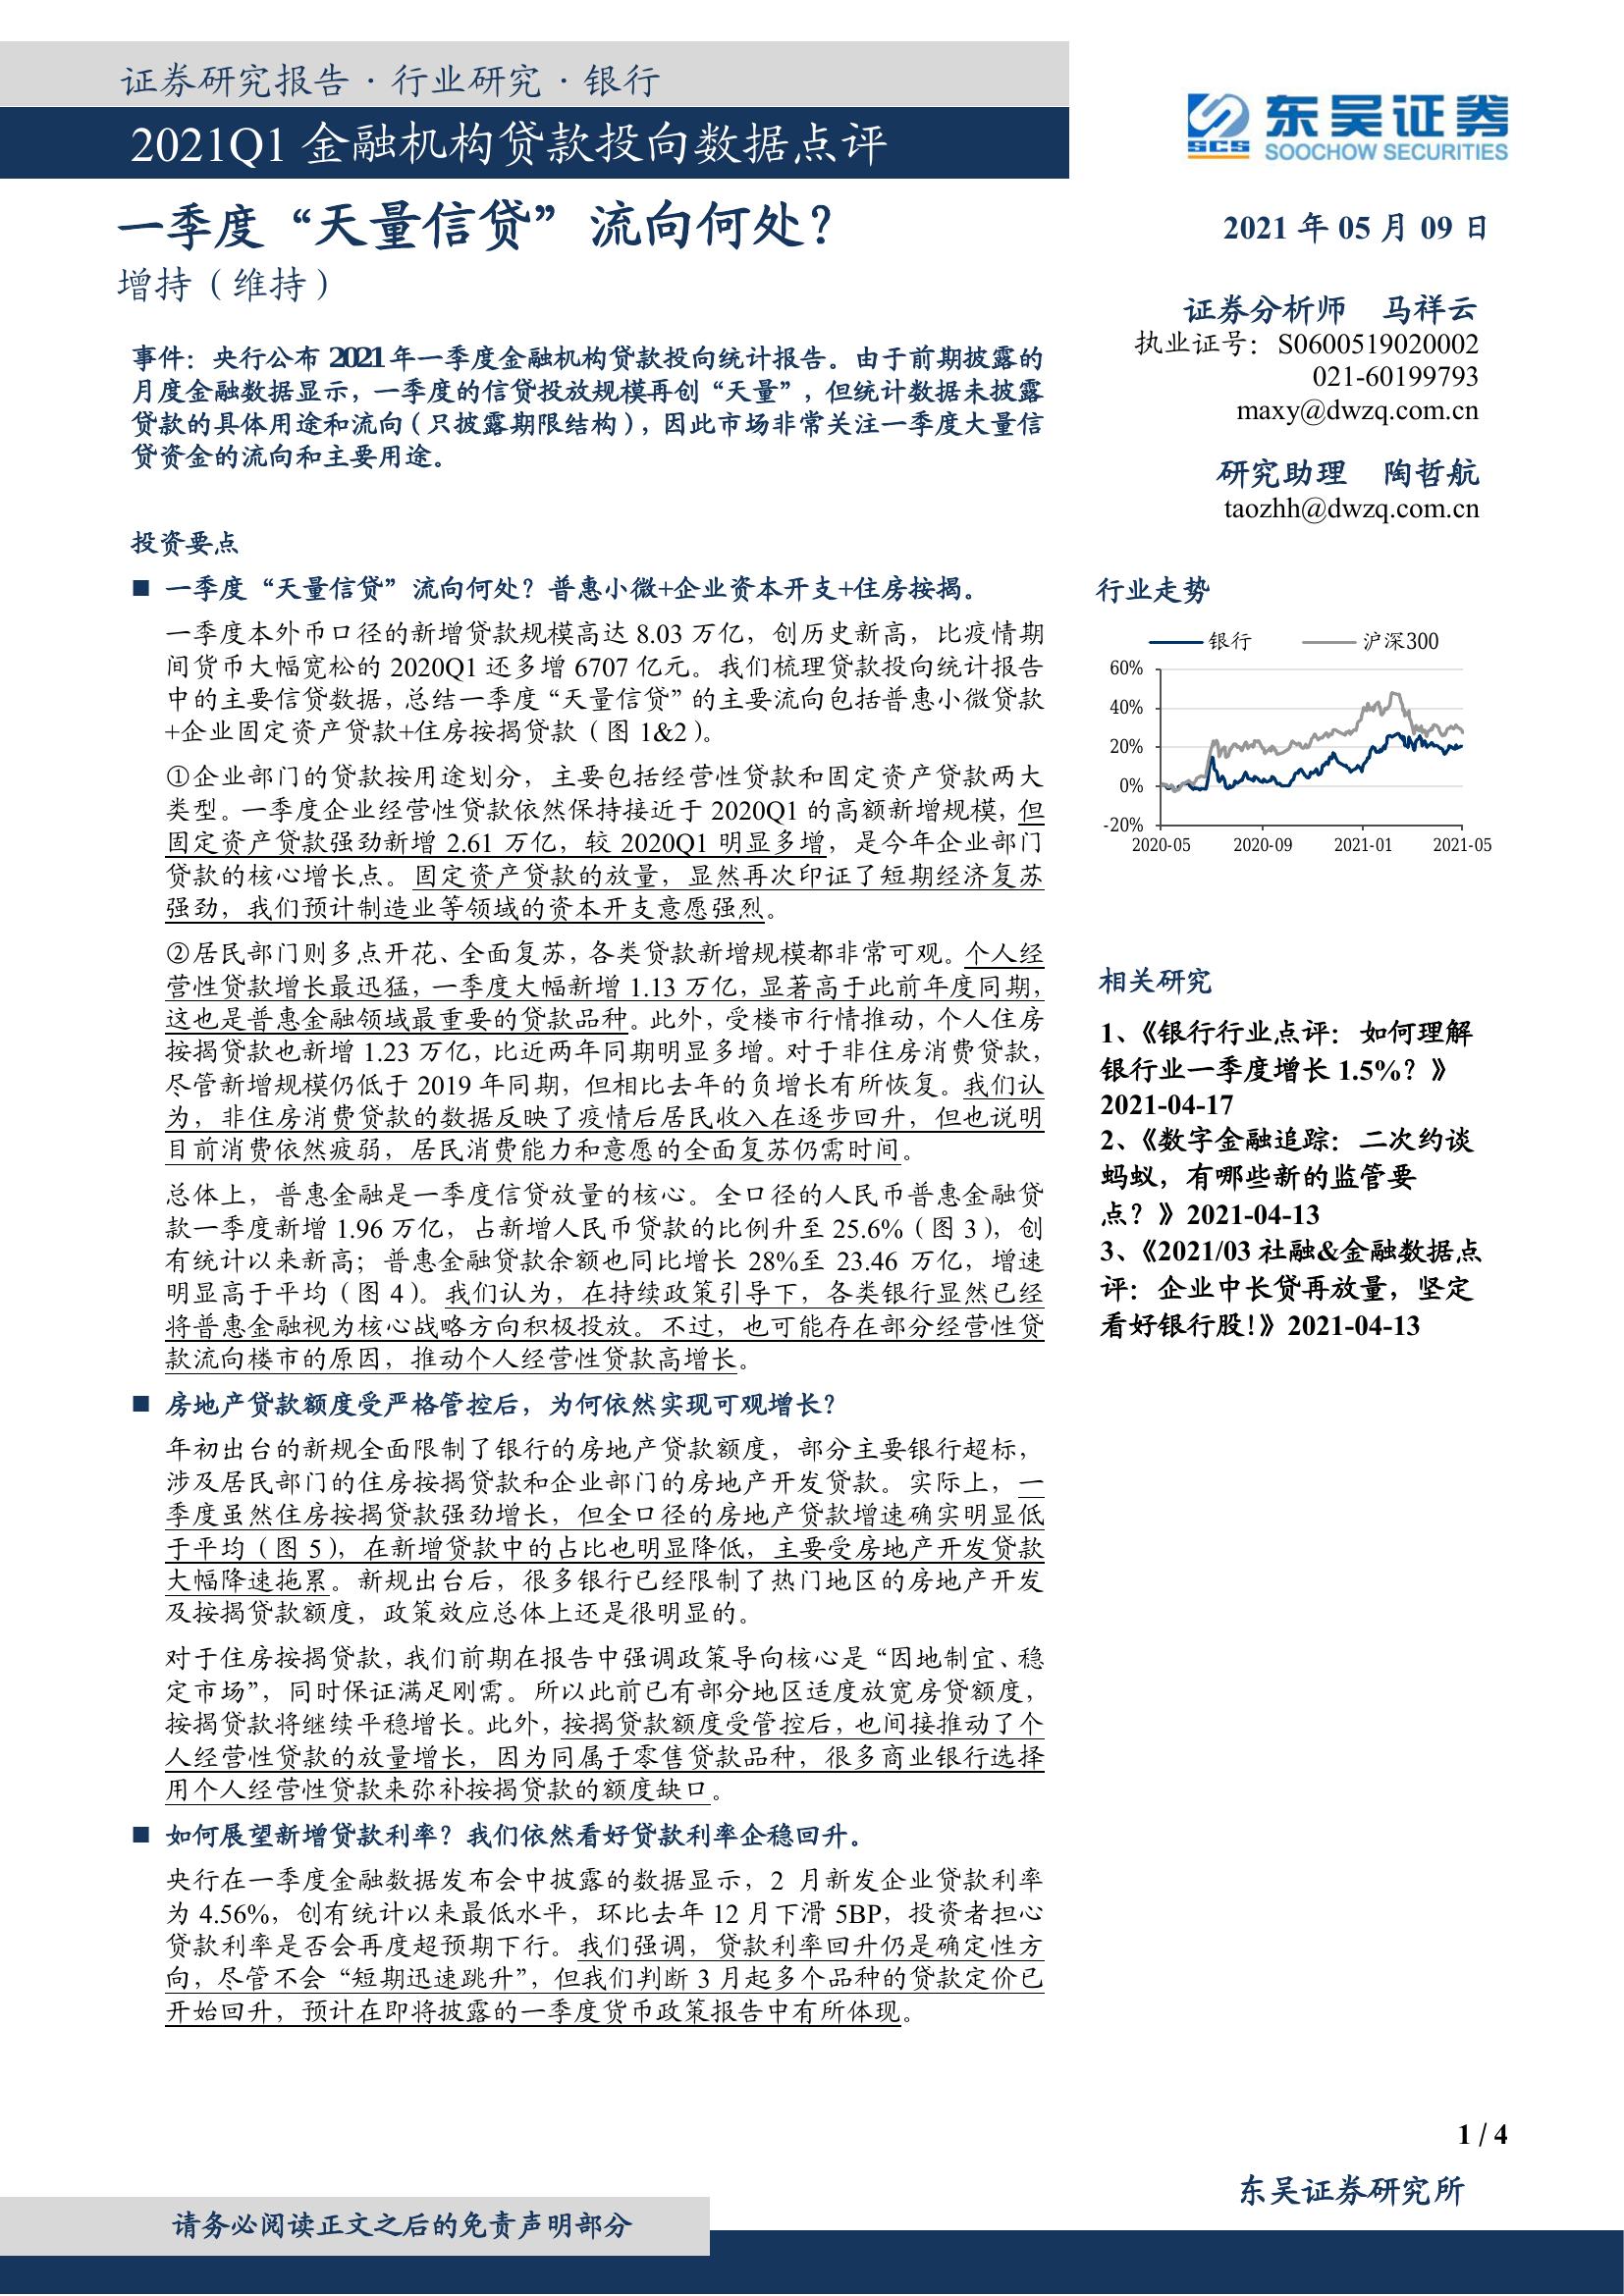 证券研究报告·行业研究·银行
2021Q1 金融机构贷款投向数据点评
东吴证券
SCS
SOOCHOW SECURITIES
一季度“天量信贷”流向何处？
增持（维持）
2021 年 05 月 09 日
证券分析师 马祥云
执业证号：S0600519020002
021-60199793
maxy@dwzq.com.cn
研究助理 陶哲航
taozhh@dwzq.com.cn
事件：央行公布 2021 年一季度金融机构贷款投向统计报告。由于前期披露的
月度金融数据显示，一季度的信贷投放规模再创“天量”，但统计数据未披露
贷款的具体用途和流向（只披露期限结构），因此市场非常关注一季度大量信
贷资金的流向和主要用途。
投资要点
■ 一季度“天量信贷”流向何处？普惠小微+企业资本开支+住房按揭。
一季度本外币口径的新增贷款规模高达 8.03 万亿，创历史新高，比疫情期
间货币大幅宽松的 2020Q1 还多增 6707 亿元。我们梳理贷款投向统计报告
中的主要信贷数据，总结一季度“天量信贷”的主要流向包括普惠小微贷款
+企业固定资产贷款+住房按揭贷款（图 1&2）。
①企业部门的贷款按用途划分，主要包括经营性贷款和固定资产贷款两大
类型。一季度企业经营性贷款依然保持接近于 2020Q1 的高额新增规模，但
固定资产贷款强劲新增 2.61 万亿，较 2020Q1 明显多增，是今年企业部门
贷款的核心增长点。固定资产贷款的放量，显然再次印证了短期经济复苏
强劲，我们预计制造业等领域的资本开支意愿强烈。
②居民部门则多点开花、全面复苏，各类贷款新增规模都非常可观。个人经
营性贷款增长最迅猛，一季度大幅新增 1.13 万亿，显著高于此前年度同期，
这也是普惠金融领域最重要的贷款品种。此外，受楼市行情推动，个人住房
按揭贷款也新增 1.23 万亿，比近两年同期明显多增。对于非住房消费贷款，
尽管新增规模仍低于 2019 年同期，但相比去年的负增长有所恢复。我们认
为，非住房消费贷款的数据反映了疫情后居民收入在逐步回升，但也说明
目前消费依然疲弱，居民消费能力和意愿的全面复苏仍需时间。
总体上，普惠金融是一季度信贷放量的核心。全口径的人民币普惠金融贷
款一季度新增 1.96 万亿，占新增人民币贷款的比例升至 25.6%（图 3），创
有统计以来新高；普惠金融贷款余额也同比增长 28%至 23.46 万亿，增速
明显高于平均（图 4）。我们认为，在持续政策引导下，各类银行显然已经
将普惠金融视为核心战略方向积极投放。不过，也可能存在部分经营性贷
款流向楼市的原因，推动个人经营性贷款高增长。
■ 房地产贷款额度受严格管控后，为何依然实现可观增长？
年初出台的新规全面限制了银行的房地产贷款额度，部分主要银行超标，
涉及居民部门的住房按揭贷款和企业部门的房地产开发贷款。实际上，一
季度虽然住房按揭贷款强劲增长，但全口径的房地产贷款增速确实明显低
于平均（图 5），在新增贷款中的占比也明显降低，主要受房地产开发贷款
大幅降速拖累。新规出台后，很多银行已经限制了热门地区的房地产开发
及按揭贷款额度，政策效应总体上还是很明显的。
对于住房按揭贷款，我们前期在报告中强调政策导向核心是“因地制宜、稳
定市场”，同时保证满足刚需。所以此前已有部分地区适度放宽房贷额度，
按揭贷款将继续平稳增长。此外，按揭贷款额度受管控后，也间接推动了个
人经营性贷款的放量增长，因为同属于零售贷款品种，很多商业银行选择
用个人经营性贷款来弥补按揭贷款的额度缺口。
■ 如何展望新增贷款利率？我们依然看好贷款利率企稳回升。
央行在一季度金融数据发布会中披露的数据显示，2 月新发企业贷款利率
为 4.56%，创有统计以来最低水平，环比去年 12 月下滑 5BP，投资者担心
贷款利率是否会再度超预期下行。我们强调，贷款利率回升仍是确定性方
向，尽管不会“短期迅速跳升”，但我们判断 3 月起多个品种的贷款定价已
开始回升，预计在即将披露的一季度货币政策报告中有所体现。
行业走势
银行 沪深300
60%
40%
20%
0%
-20%
2020-05 2020-09 2021-01 2021-05
相关研究
1、《银行行业点评：如何理解
银行业一季度增长 1.5%？》
2021-04-17
2、《数字金融追踪：二次约谈
蚂蚁，有哪些新的监管要
点？》2021-04-13
3、《2021/03 社融&金融数据点
评：企业中长贷再放量，坚定
看好银行股!》2021-04-13
1 / 4
东吴证券研究所
请务必阅读正文之后的免责声明部分